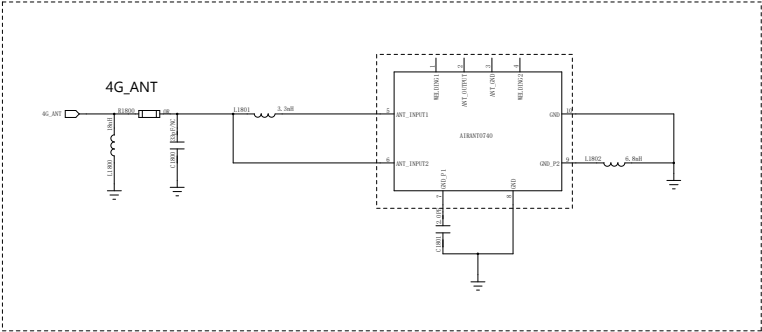 4G_ANT
4G_ANT
R1800
0R
18nH
L1800
33pF/NC
C1800
L1801
3.3nH
1
2
3
4
WELDING1
ANT_OUTPUT
ANT_GND
WELDING2
5
ANT_INPUT1
6
ANT_INPUT2
AIRANT0740
10
GND
9
GND_P2
L1802
6.8nH
GND_P1
GND
7
8
C1801